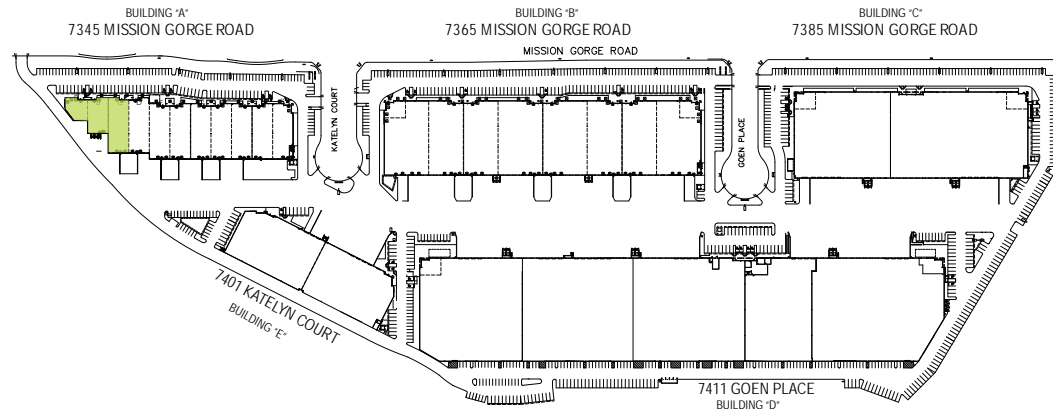 BUILDING "A"
7345 MISSION GORGE ROAD
BUILDING "B"
7365 MISSION GORGE ROAD
BUILDING "C"
7385 MISSION GORGE ROAD
MISSION GORGE ROAD
KATELYN COURT
GOEN PLACE
7401 KATELYN COURT
BUILDING "E"
7411 GOEN PLACE
BUILDING "D"